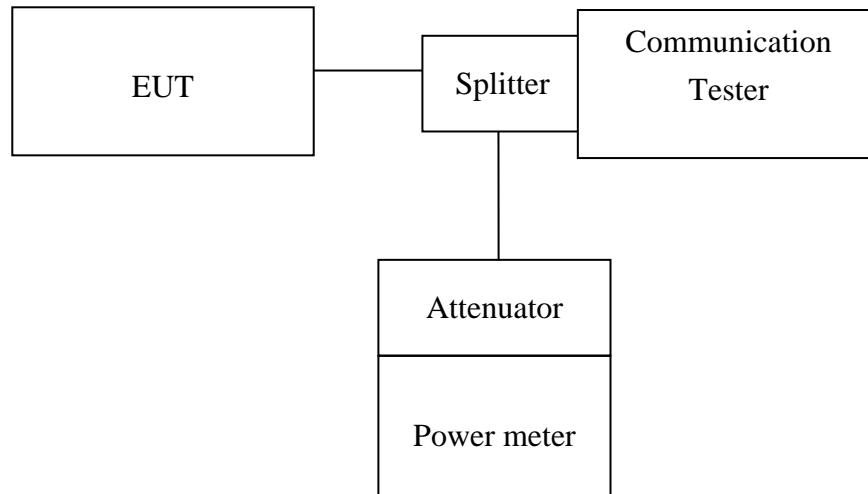 EUT
Splitter
Communication
Tester
Attenuator
Power meter